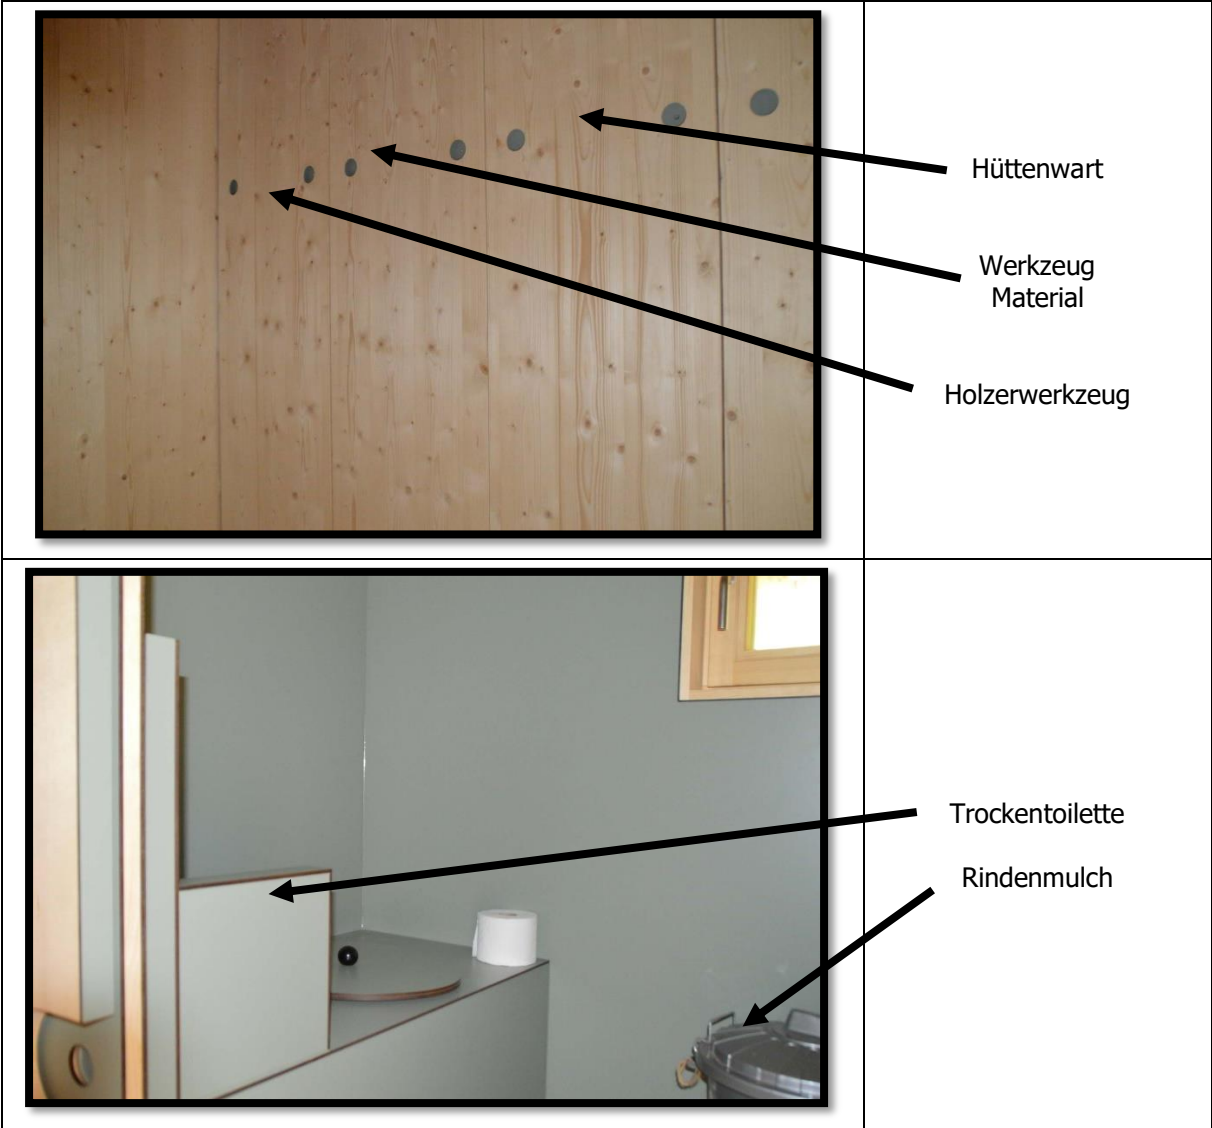 Hüttenwart
Werkzeug
Material
Holzerwerkzeug
Trockentoilette
Rindenmulch